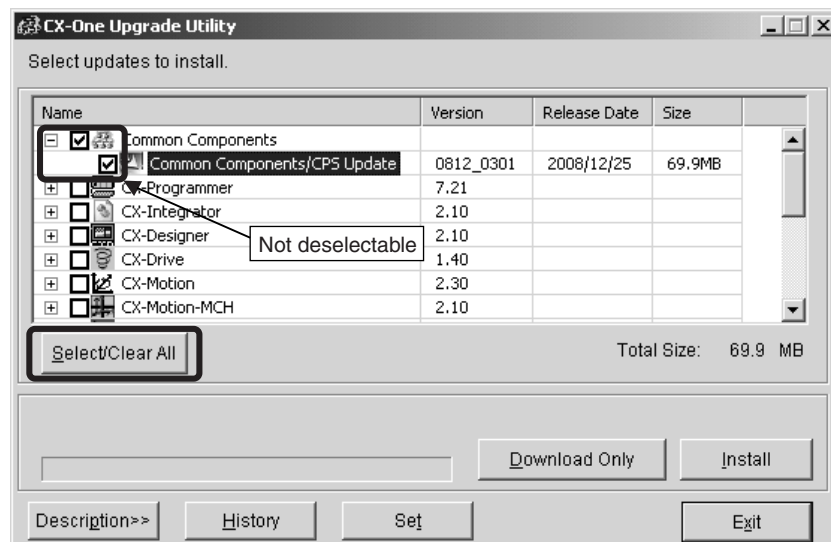 CX-One Upgrade Utility
Select updates to install.
Name Version Release Date Size
Common Components
Common Components/CPS Update 0812_0301 2008/12/25 69.9MB
CX-Programmer 7.21
CX-Integrator 2.10
CX-Designer 2.10
Not deselectable
CX-Drive 1.40
CX-Motion 2.30
CX-Motion-MCH 2.10
Select/Clear All Total Size: 69.9 MB
Download Only Install
Description>> History Set Exit